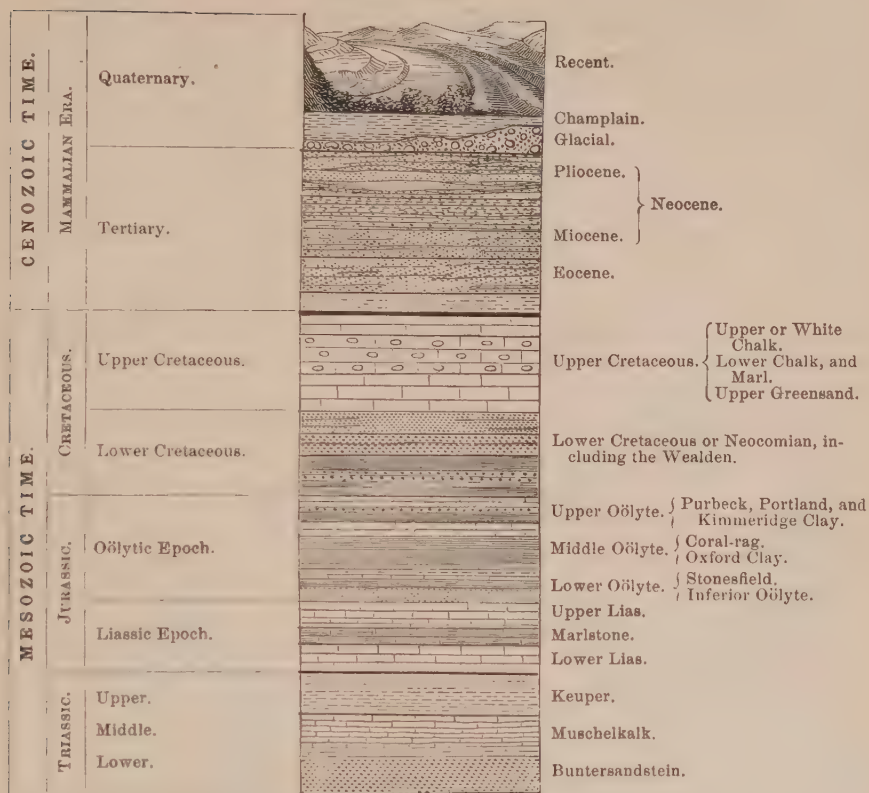 CENOZOIC TIME.
MAMMALIAN ERA.
Quaternary.
Recent.
Champlain.
Glacial.
Tertiary.
Pliocene.
Neocene.
Miocene.
Eocene.
MESOZOIC TIME.
CRETACEOUS.
Upper Cretaceous.
Upper Cretaceous.
Upper or White
Chalk.
Lower Chalk, and
Marl.
Upper Greensand.
Lower Cretaceous.
Lower Cretaceous or Neocomian, in-
cluding the Wealden.
JURASSIC.
Oölytic Epoch.
Upper Oölyte.
Purbeck, Portland, and
Kimmeridge Clay.
Middle Oölyte.
Coral-rag.
Oxford Clay.
Lower Oölyte.
Stonesfield.
Inferior Oölyte.
Liassic Epoch.
Upper Lias.
Marlstone.
Lower Lias.
TRIASSIC.
Upper.
Keuper.
Middle.
Muschelkalk.
Lower.
Buntersandstein.